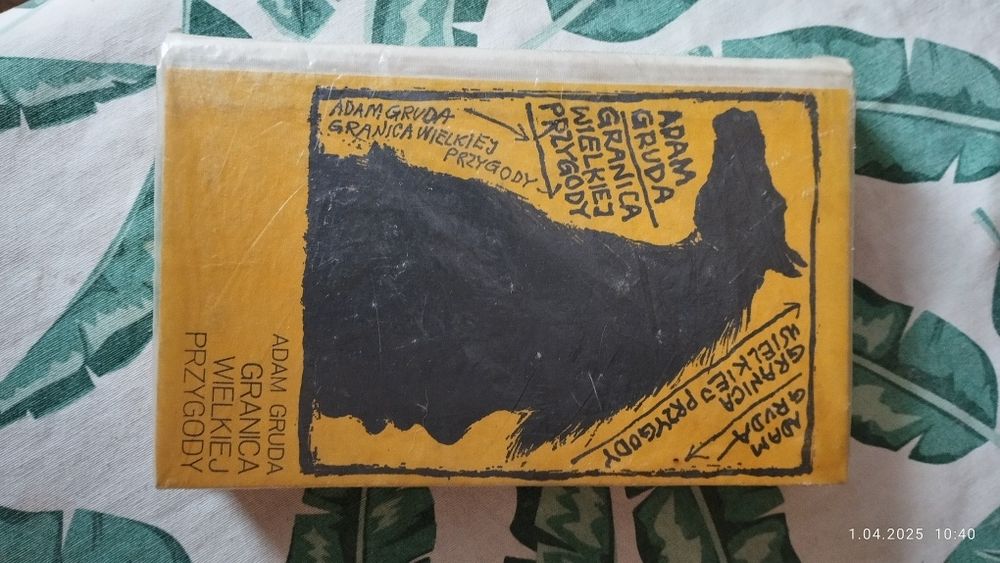 ADAM GRUDA
GRANICA WIELKIEJ
PRZYGODY
ADAM
GRUDA
GRANICA
WIELKIEJ
PRZYGODY
ADAM
GRUDA
GRANICA
WIELKIEJ PRZYGODY
ADAM GRUDA
GRANICA
WIELKIEJ
PRZYGODY
1.04.2025 10:40